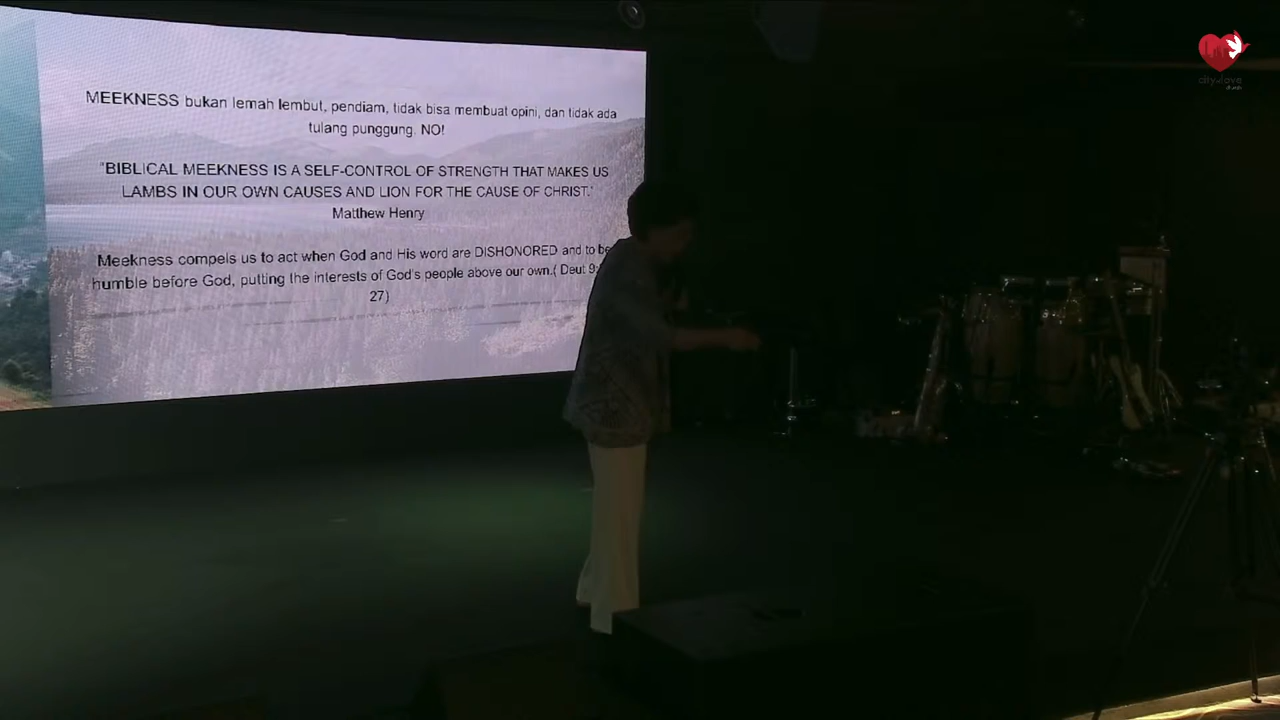 MEEKNESS bukan lemah lembut, pendiam, tidak bisa membuat opini, dan tidak ada
tulang punggung. NO!
"BIBLICAL MEEKNESS IS A SELF-CONTROL OF STRENGTH THAT MAKES US
LAMBS IN OUR OWN CAUSES AND LION FOR THE CAUSE OF CHRIST."
Matthew Henry
Meekness compels us to act when God and His word are DISHONORED and to be
humble before God, putting the interests of God's people above our own.( Deut 9:
27)
city of love